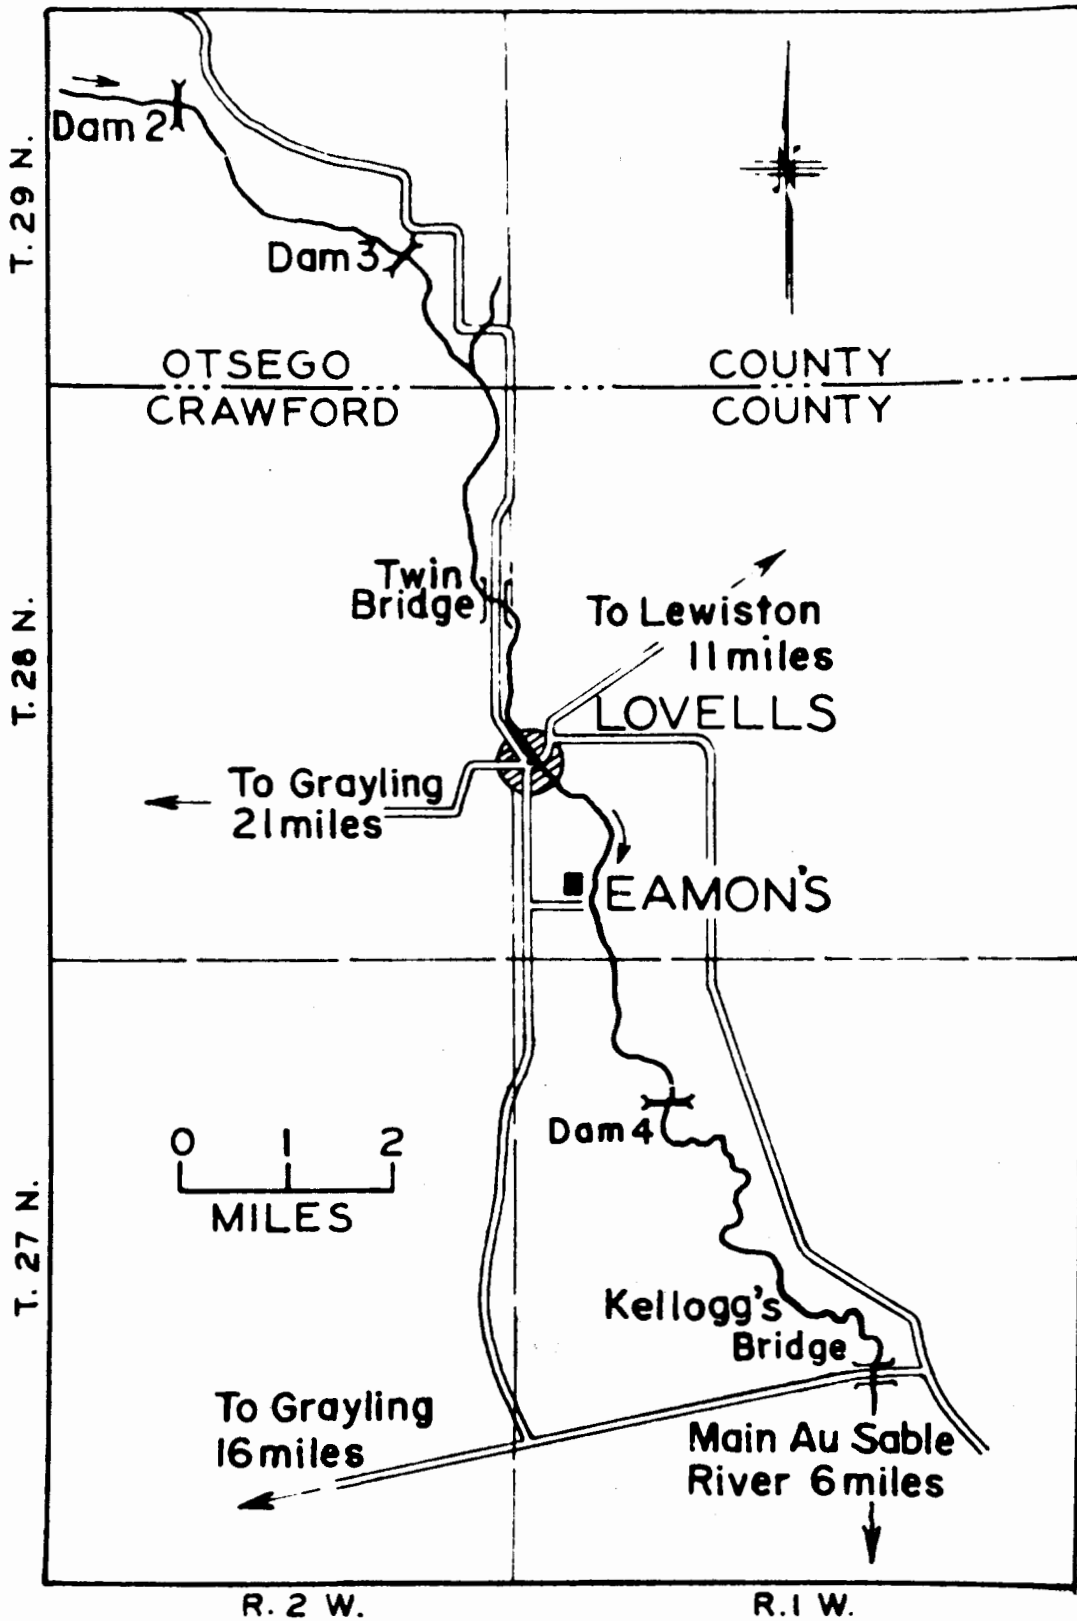 Dam 2
T. 29 N.
Dam 3
OTSEGO COUNTY
CRAWFORD COUNTY
Twin
Bridge
To Lewiston
11 miles
T. 28 N.
LOVELLS
To Grayling
21 miles
EAMON'S
Dam 4
0 1 2
MILES
T. 27 N.
Kellogg's
Bridge
To Grayling
16 miles
Main Au Sable
River 6 miles
R. 2 W.
R. 1 W.